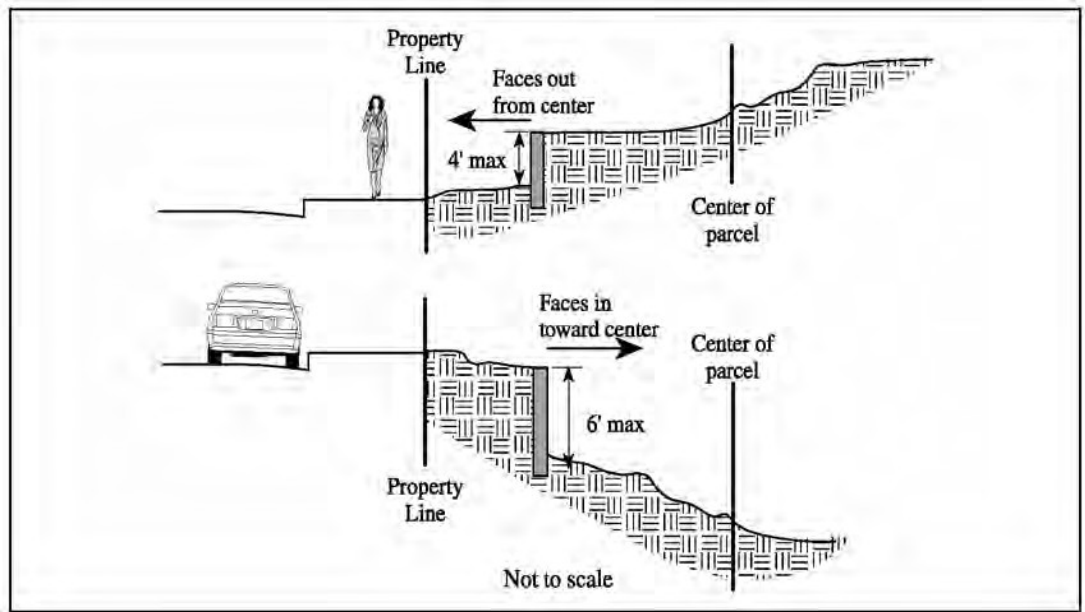 Property
Line
Faces out
from center
4' max
Center of
parcel
Faces in
toward center
Center of
parcel
6' max
Property
Line
Not to scale